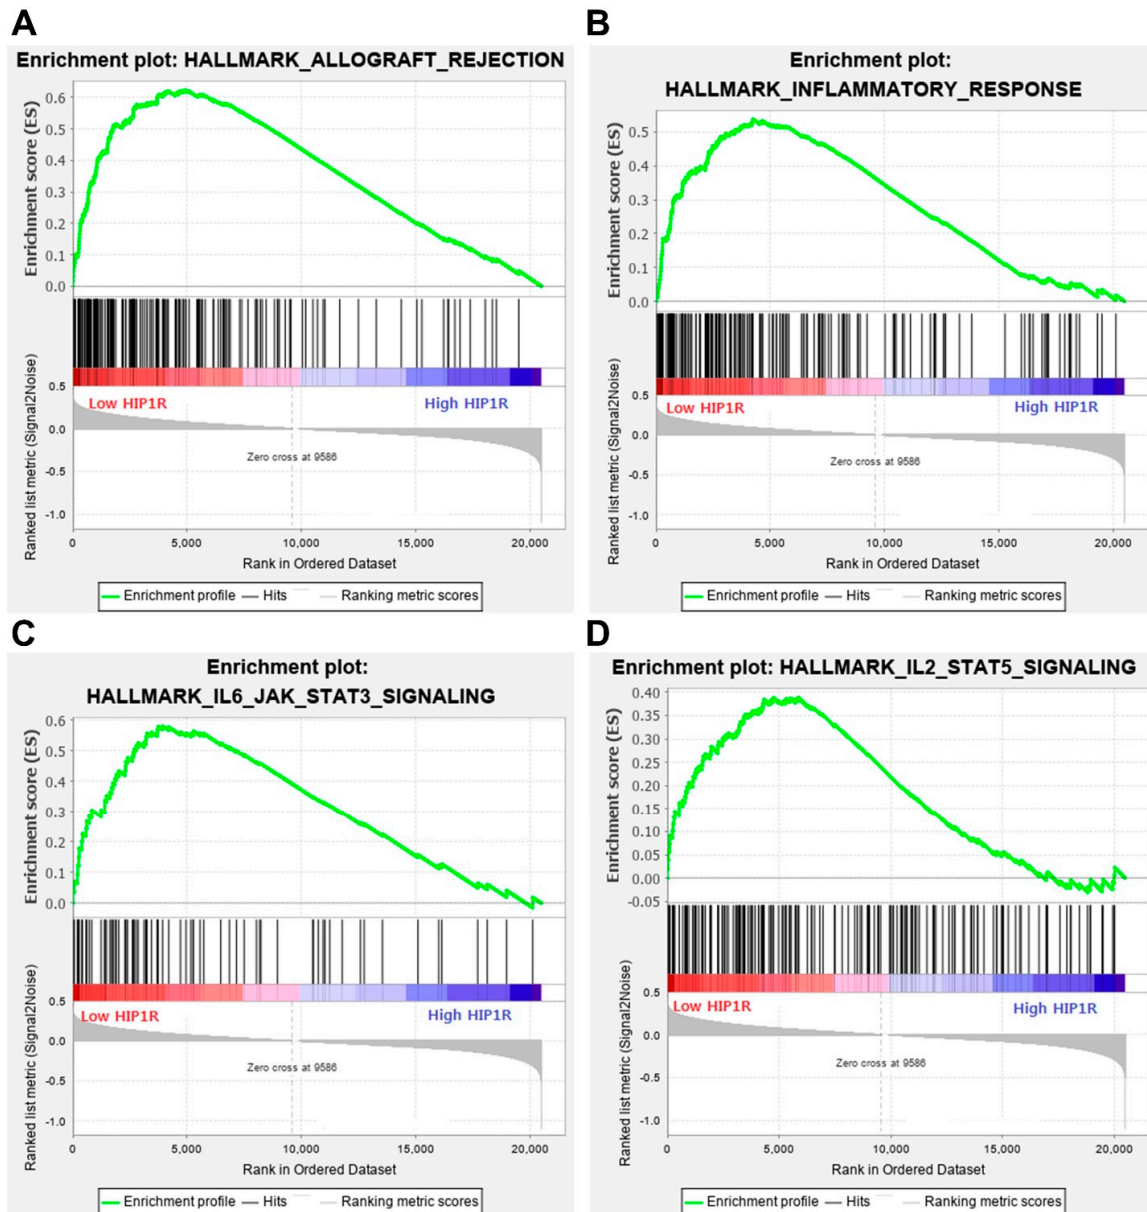 A
Enrichment plot: HALLMARK_ALLOGRAFT_REJECTION
Enrichment score (ES)
0.6
0.5
0.4
0.3
0.2
0.1
0.0
Ranked list metric (Signal2Noise)
0.5
0.0
-0.5
-1.0
Low HIP1R
High HIP1R
Zero cross at 9586
0 5,000 10,000 15,000 20,000
Rank in Ordered Dataset
Enrichment profile Hits Ranking metric scores
B
Enrichment plot:
HALLMARK_INFLAMMATORY_RESPONSE
Enrichment score (ES)
0.5
0.4
0.3
0.2
0.1
0.0
Ranked list metric (Signal2Noise)
0.5
0.0
-0.5
-1.0
Low HIP1R
High HIP1R
Zero cross at 9586
0 5,000 10,000 15,000 20,000
Rank in Ordered Dataset
Enrichment profile Hits Ranking metric scores
C
Enrichment plot:
HALLMARK_IL6_JAK_STAT3_SIGNALING
Enrichment score (ES)
0.6
0.5
0.4
0.3
0.2
0.1
0.0
Ranked list metric (Signal2Noise)
0.5
0.0
-0.5
-1.0
Low HIP1R
High HIP1R
Zero cross at 9586
0 5,000 10,000 15,000 20,000
Rank in Ordered Dataset
Enrichment profile Hits Ranking metric scores
D
Enrichment plot: HALLMARK_IL2_STAT5_SIGNALING
Enrichment score (ES)
0.40
0.35
0.30
0.25
0.20
0.15
0.10
0.05
0.00
-0.05
Ranked list metric (Signal2Noise)
0.5
0.0
-0.5
-1.0
Low HIP1R
High HIP1R
Zero cross at 9586
0 5,000 10,000 15,000 20,000
Rank in Ordered Dataset
Enrichment profile Hits Ranking metric scores